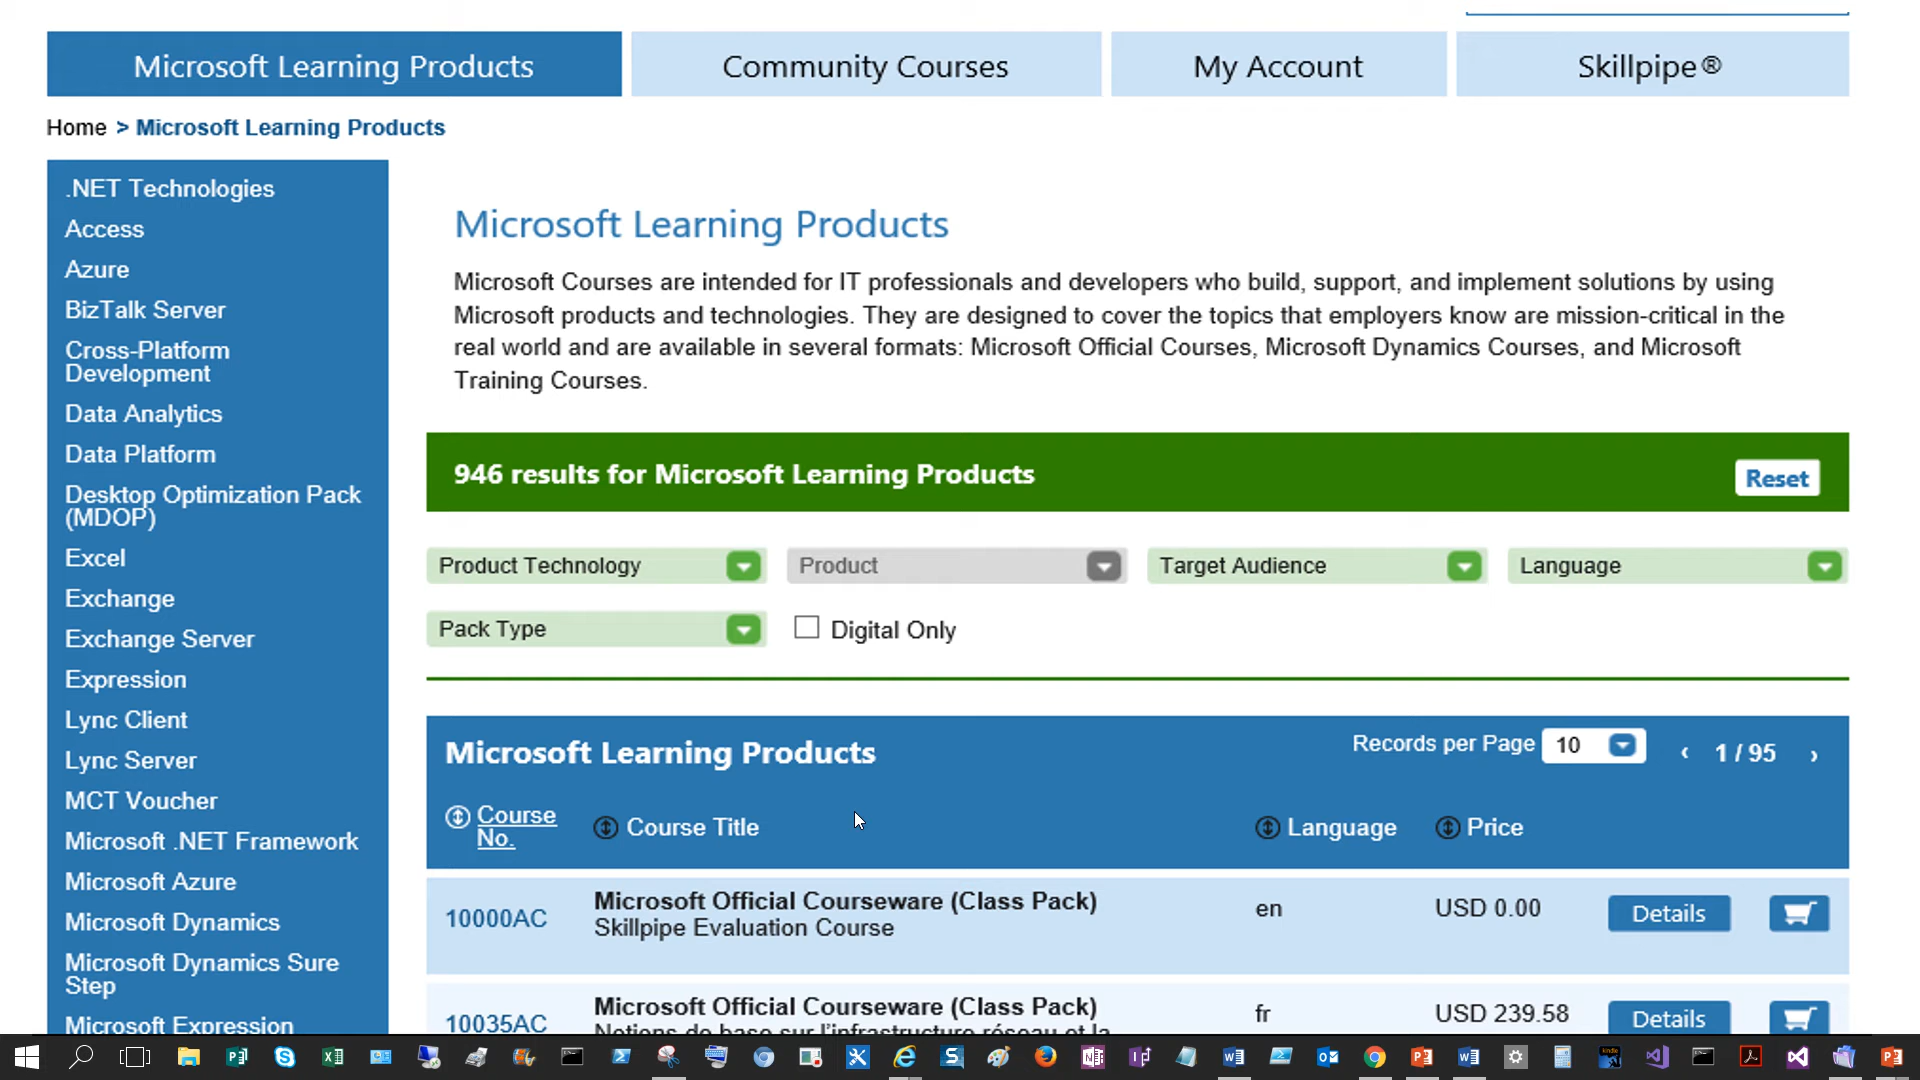 Microsoft Learning Products
Community Courses
My Account
Skillpipe®
Home > Microsoft Learning Products
.NET Technologies
Access
Azure
BizTalk Server
Cross-Platform
Development
Data Analytics
Data Platform
Desktop Optimization Pack
(MDOP)
Excel
Exchange
Exchange Server
Expression
Lync Client
Lync Server
MCT Voucher
Microsoft .NET Framework
Microsoft Azure
Microsoft Dynamics
Microsoft Dynamics Sure
Step
Microsoft Expression
Microsoft Learning Products
Microsoft Courses are intended for IT professionals and developers who build, support, and implement solutions by using
Microsoft products and technologies. They are designed to cover the topics that employers know are mission-critical in the
real world and are available in several formats: Microsoft Official Courses, Microsoft Dynamics Courses, and Microsoft
Training Courses.
946 results for Microsoft Learning Products
Reset
Product Technology
Product
Target Audience
Language
Pack Type
Digital Only
Microsoft Learning Products
Records per Page 10
‹ 1 / 95 ›
Course
No.
Course Title
Language
Price
10000AC
Microsoft Official Courseware (Class Pack)
Skillpipe Evaluation Course
en
USD 0.00
Details
10035AC
Microsoft Official Courseware (Class Pack)
Notions de base sur l'infrastructure réseau et la
fr
USD 239.58
Details